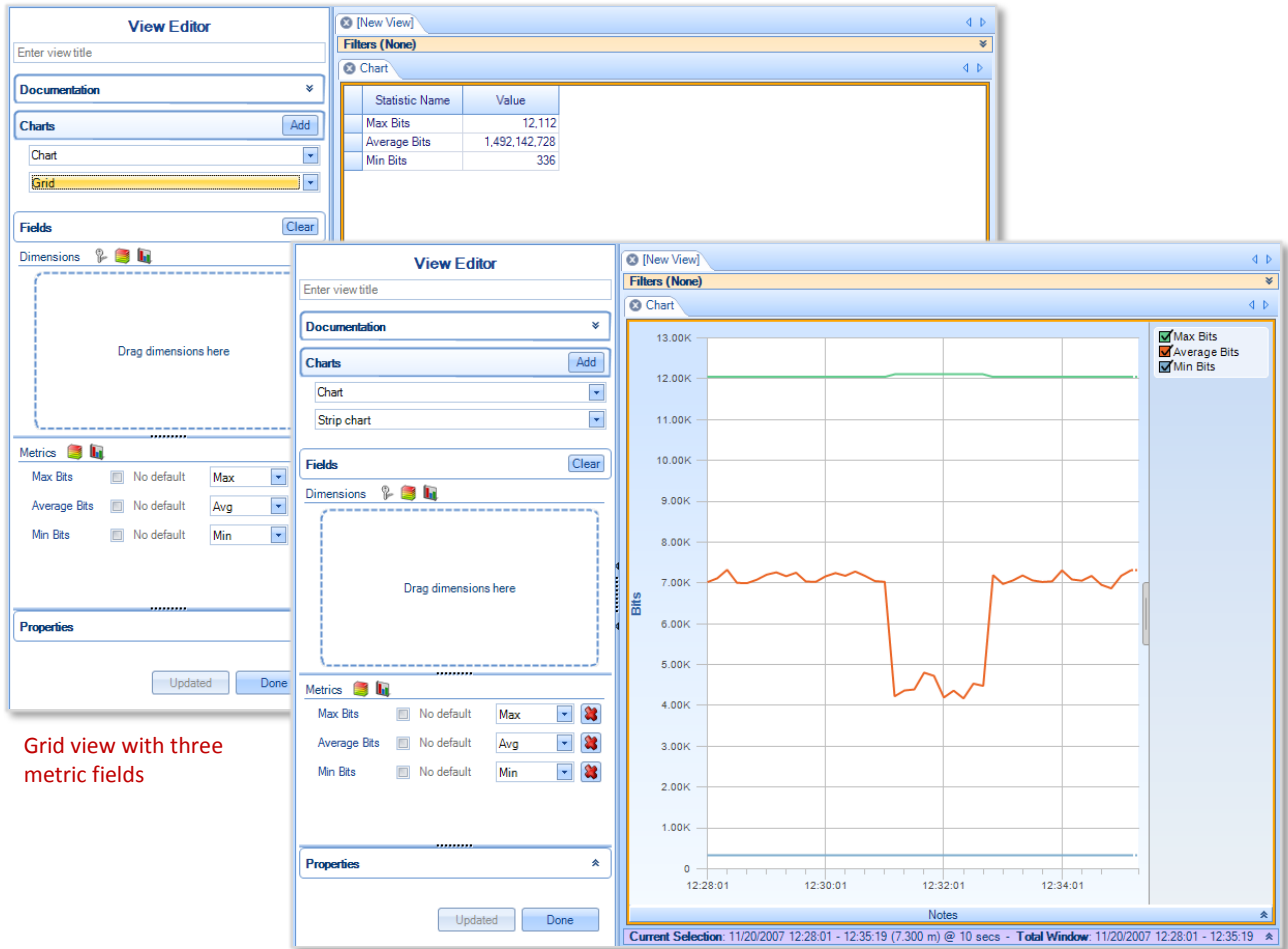 View Editor
Enter view title
Documentation
Charts
Add
Chart
Grid
Fields
Clear
Dimensions
Drag dimensions here
Metrics
Max Bits No default Max
Average Bits No default Avg
Min Bits No default Min
Properties
Updated Done
[New View]
Filters (None)
Chart
Statistic Name Value
Max Bits 12,112
Average Bits 1,492,142,728
Min Bits 336
Grid view with three
metric fields
View Editor
Enter view title
Documentation
Charts
Add
Chart
Strip chart
Fields
Clear
Dimensions
Drag dimensions here
Metrics
Max Bits No default Max
Average Bits No default Avg
Min Bits No default Min
Properties
Updated Done
[New View]
Filters (None)
Chart
13.00K
12.00K
11.00K
10.00K
9.00K
8.00K
7.00K
6.00K
5.00K
4.00K
3.00K
2.00K
1.00K
0
Bits
12:28:01 12:30:01 12:32:01 12:34:01
Max Bits
Average Bits
Min Bits
Notes
Current Selection: 11/20/2007 12:28:01 - 12:35:19 (7.300 m) @ 10 secs - Total Window: 11/20/2007 12:28:01 - 12:35:19